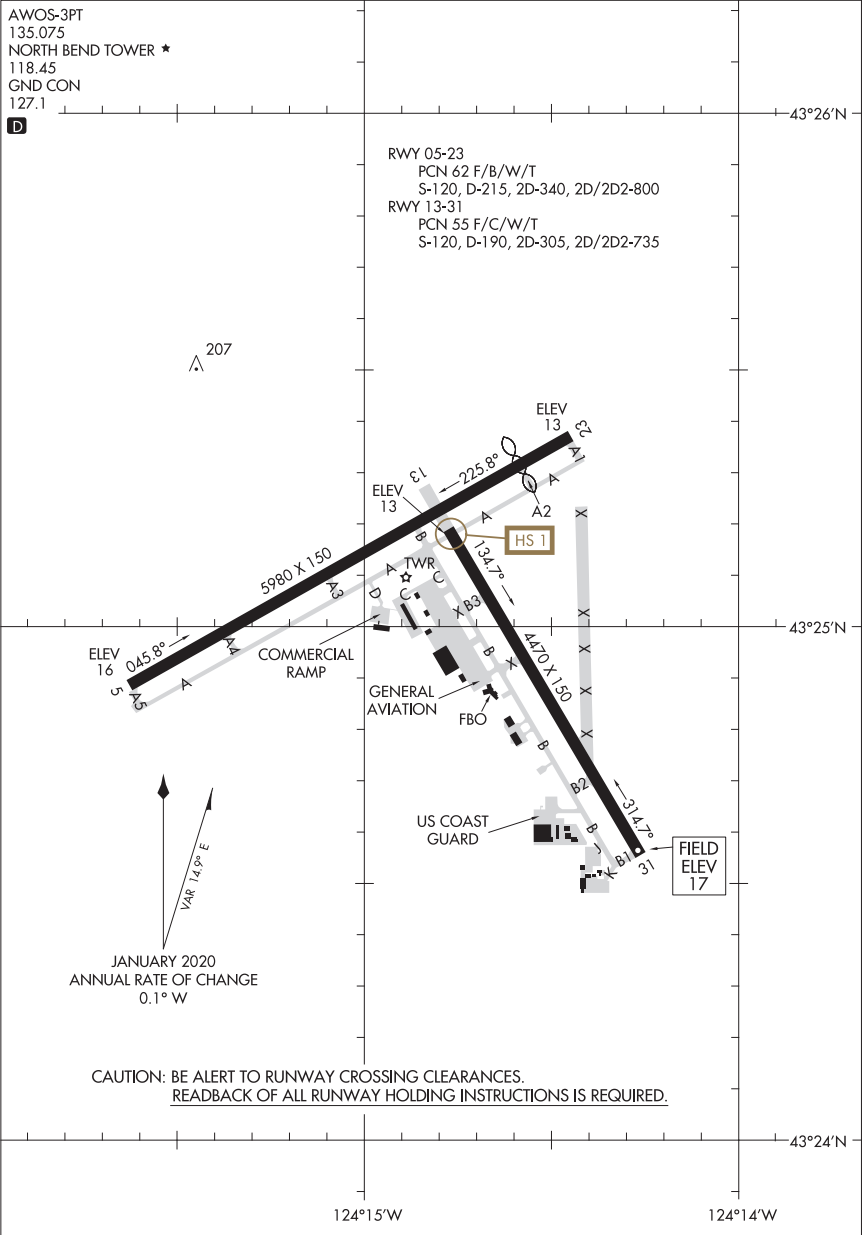 AWOS-3PT
135.075
NORTH BEND TOWER ★
118.45
GND CON
127.1
D
43°26'N
RWY 05-23
PCN 62 F/B/W/T
S-120, D-215, 2D-340, 2D/2D2-800
RWY 13-31
PCN 55 F/C/W/T
S-120, D-190, 2D-305, 2D/2D2-735
207
ELEV
13
23
A1
225.8°
A
A2
13
ELEV
13
A
X
B
HS 1
134.7°
5980 X 150
A
TWR
C
C
A3
D
B3
X
X
43°25'N
045.8°
ELEV
16
A4
COMMERCIAL
RAMP
B
X
X
4470 X 150
5
A5
A
GENERAL
AVIATION
X
FBO
X
B
B2
314.7°
US COAST
GUARD
B
J
B1
K
31
FIELD
ELEV
17
VAR 14.9° E
JANUARY 2020
ANNUAL RATE OF CHANGE
0.1° W
CAUTION: BE ALERT TO RUNWAY CROSSING CLEARANCES.
READBACK OF ALL RUNWAY HOLDING INSTRUCTIONS IS REQUIRED.
43°24'N
124°15'W
124°14'W